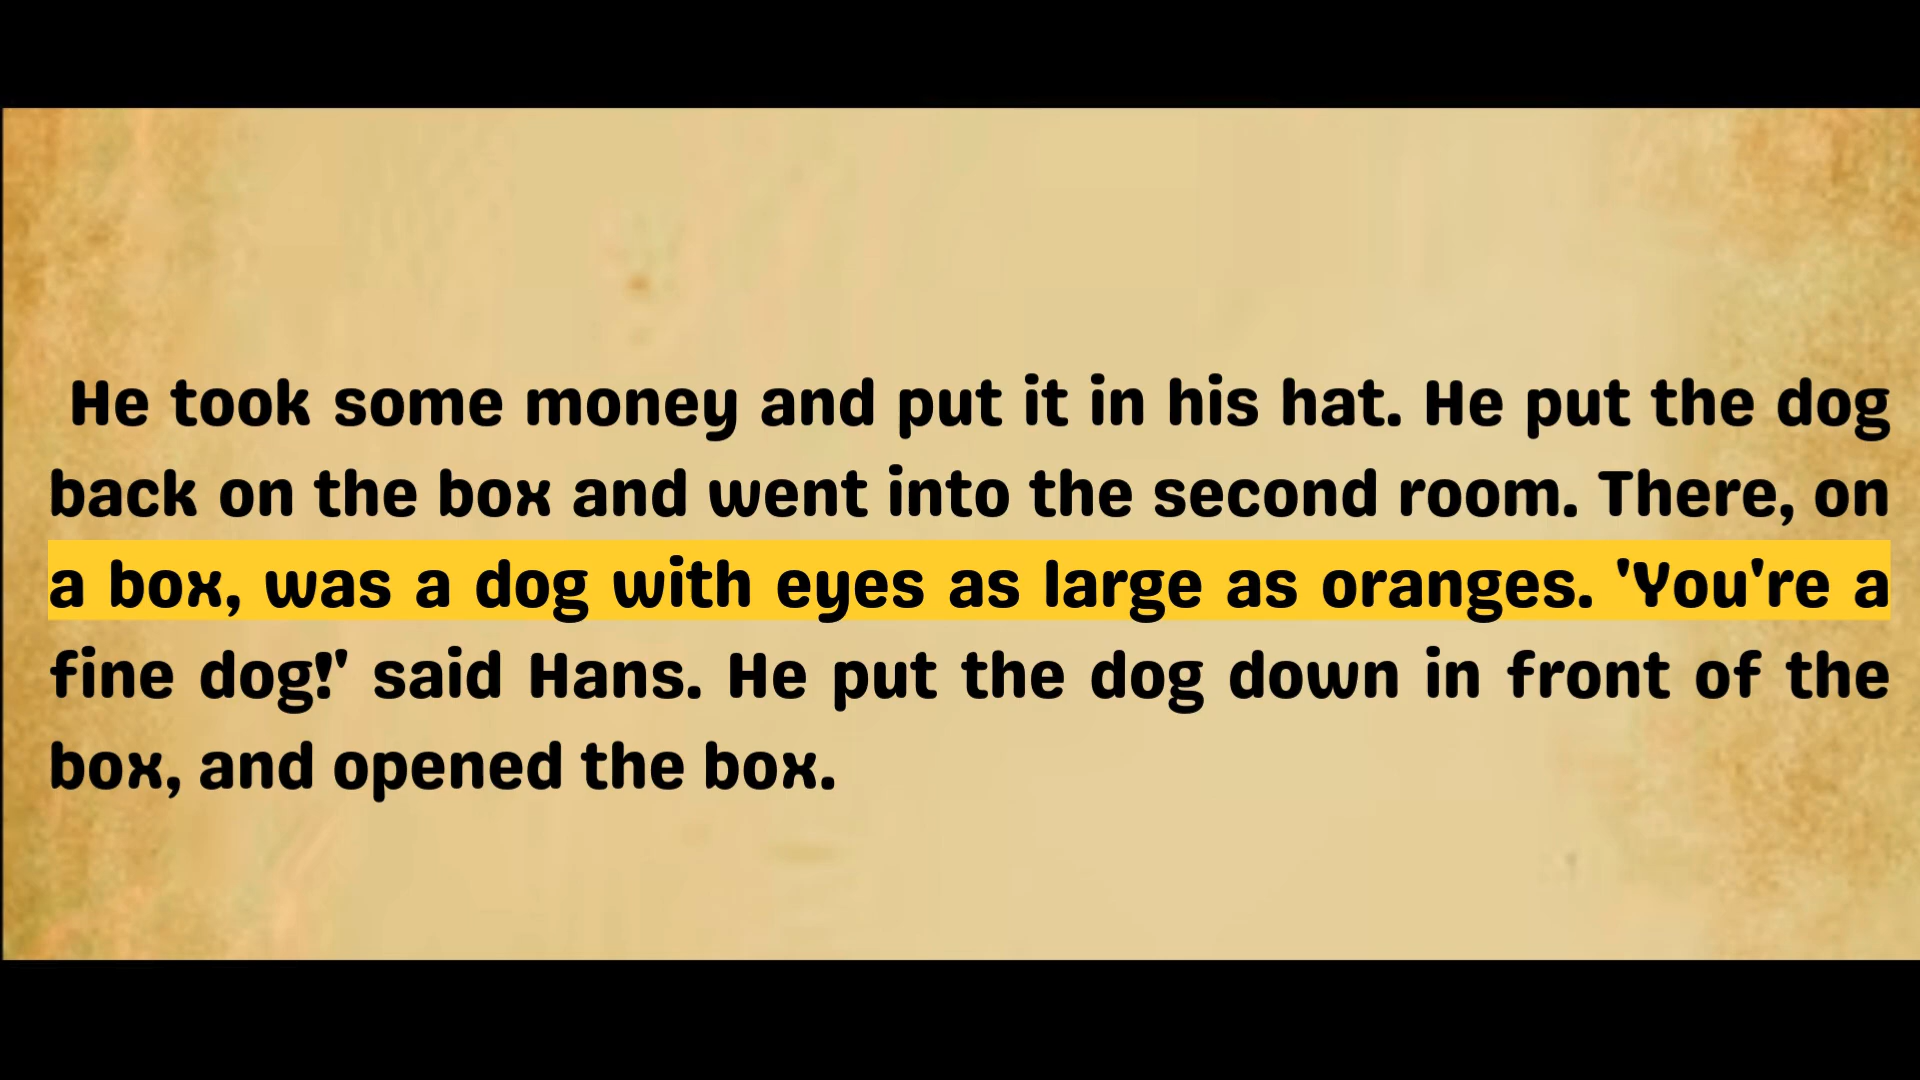 He took some money and put it in his hat. He put the dog
back on the box and went into the second room. There, on
a box, was a dog with eyes as large as oranges. 'You're a
fine dog!' said Hans. He put the dog down in front of the
box, and opened the box.